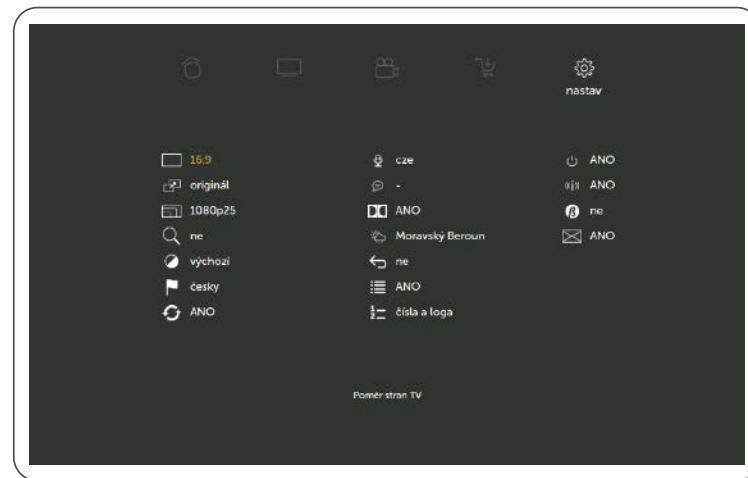 nastav
16:9
originál
1080p25
ne
výchozí
česky
ANO
cze
-
ANO
Moravský Beroun
ne
ANO
čísla a loga
ANO
ANO
ne
ANO
Poměr stran TV